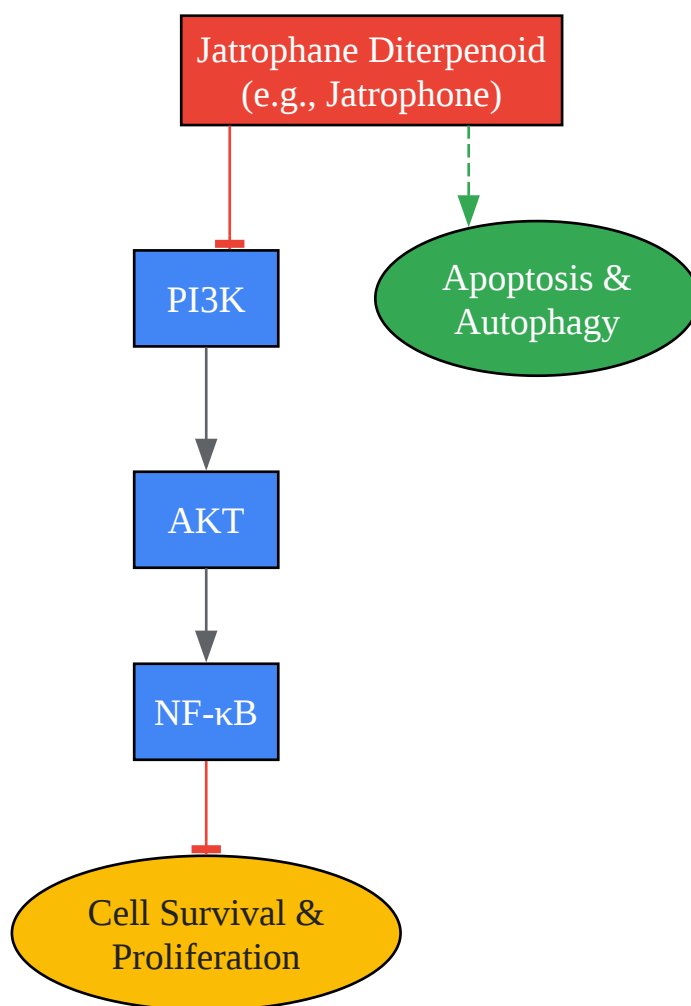 Jatrophane Diterpenoid
(e.g., Jatrophone)
PI3K
Apoptosis &
Autophagy
AKT
NF-κB
Cell Survival &
Proliferation